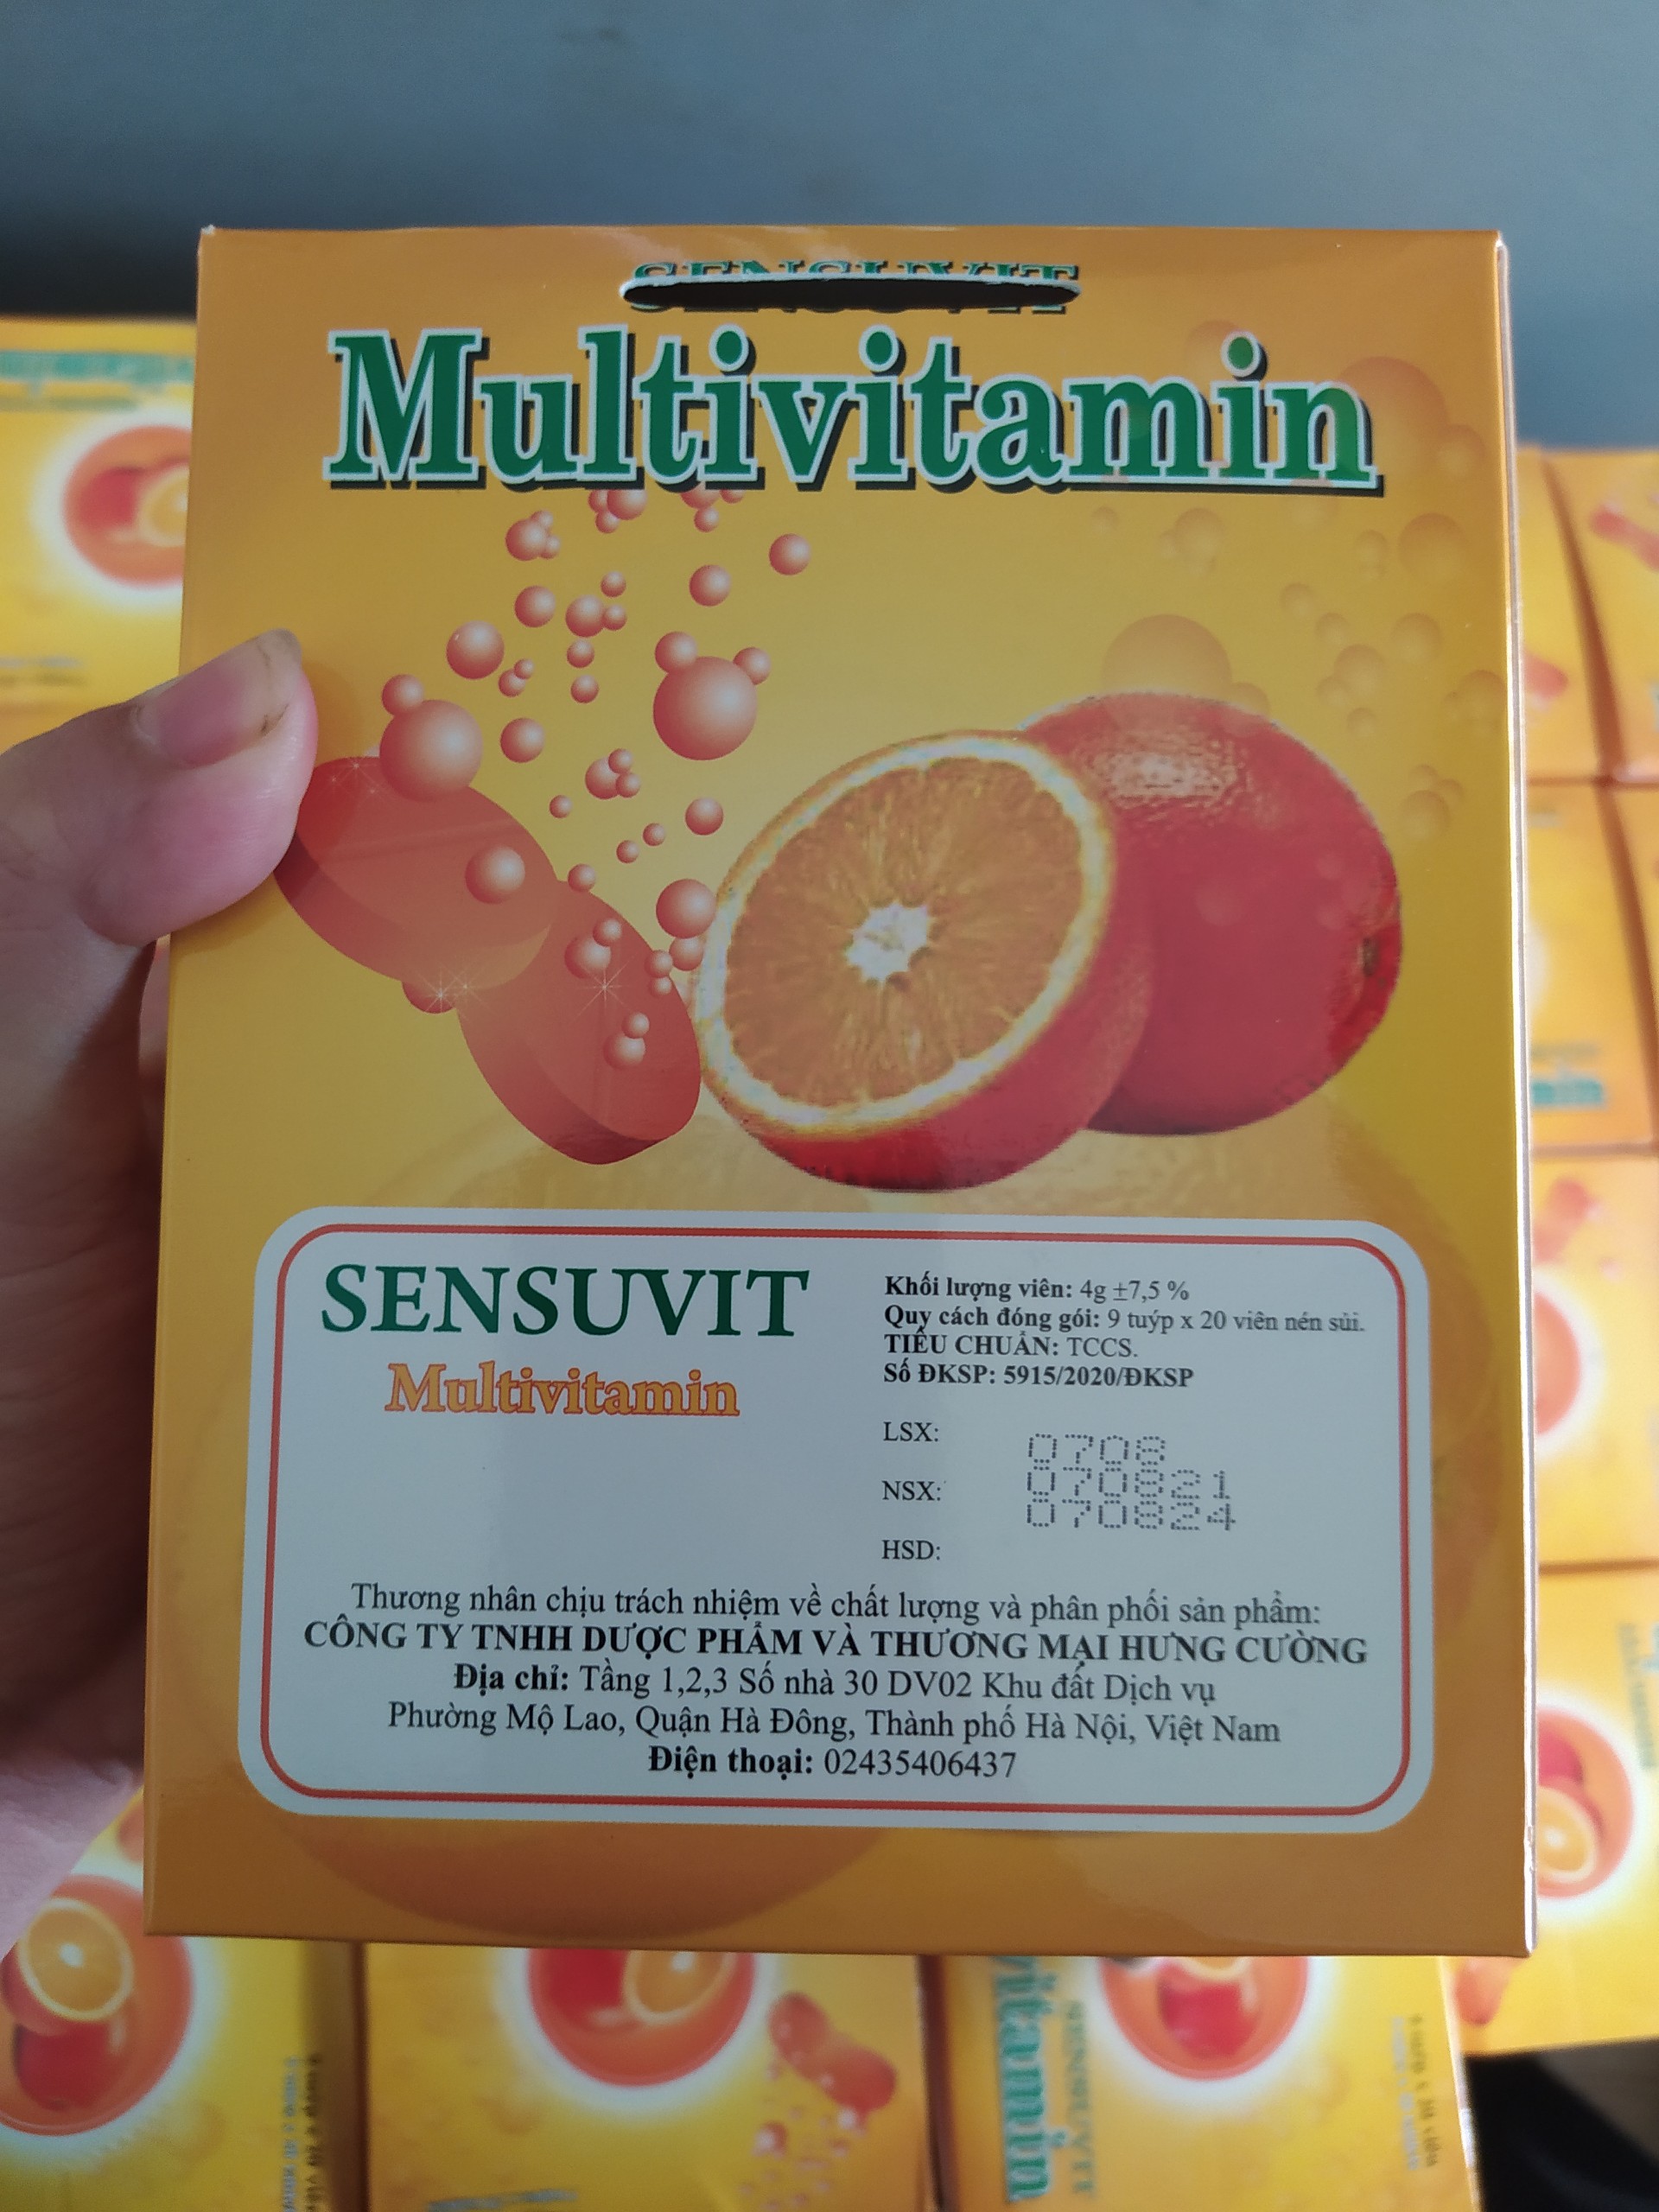 SENSUVIT
Multivitamin
SENSUVIT
Multivitamin
Khối lượng viên: 4g ±7,5 %
Quy cách đóng gói: 9 tuýp x 20 viên nén sủi.
TIÊU CHUẨN: TCCS.
Số ĐKSP: 5915/2020/ĐKSP
LSX: 0708
NSX: 070821
HSD: 070824
Thương nhân chịu trách nhiệm về chất lượng và phân phối sản phẩm:
CÔNG TY TNHH DƯỢC PHẨM VÀ THƯƠNG MẠI HƯNG CƯỜNG
Địa chỉ: Tầng 1,2,3 Số nhà 30 DV02 Khu đất Dịch vụ
Phường Mộ Lao, Quận Hà Đông, Thành phố Hà Nội, Việt Nam
Điện thoại: 02435406437